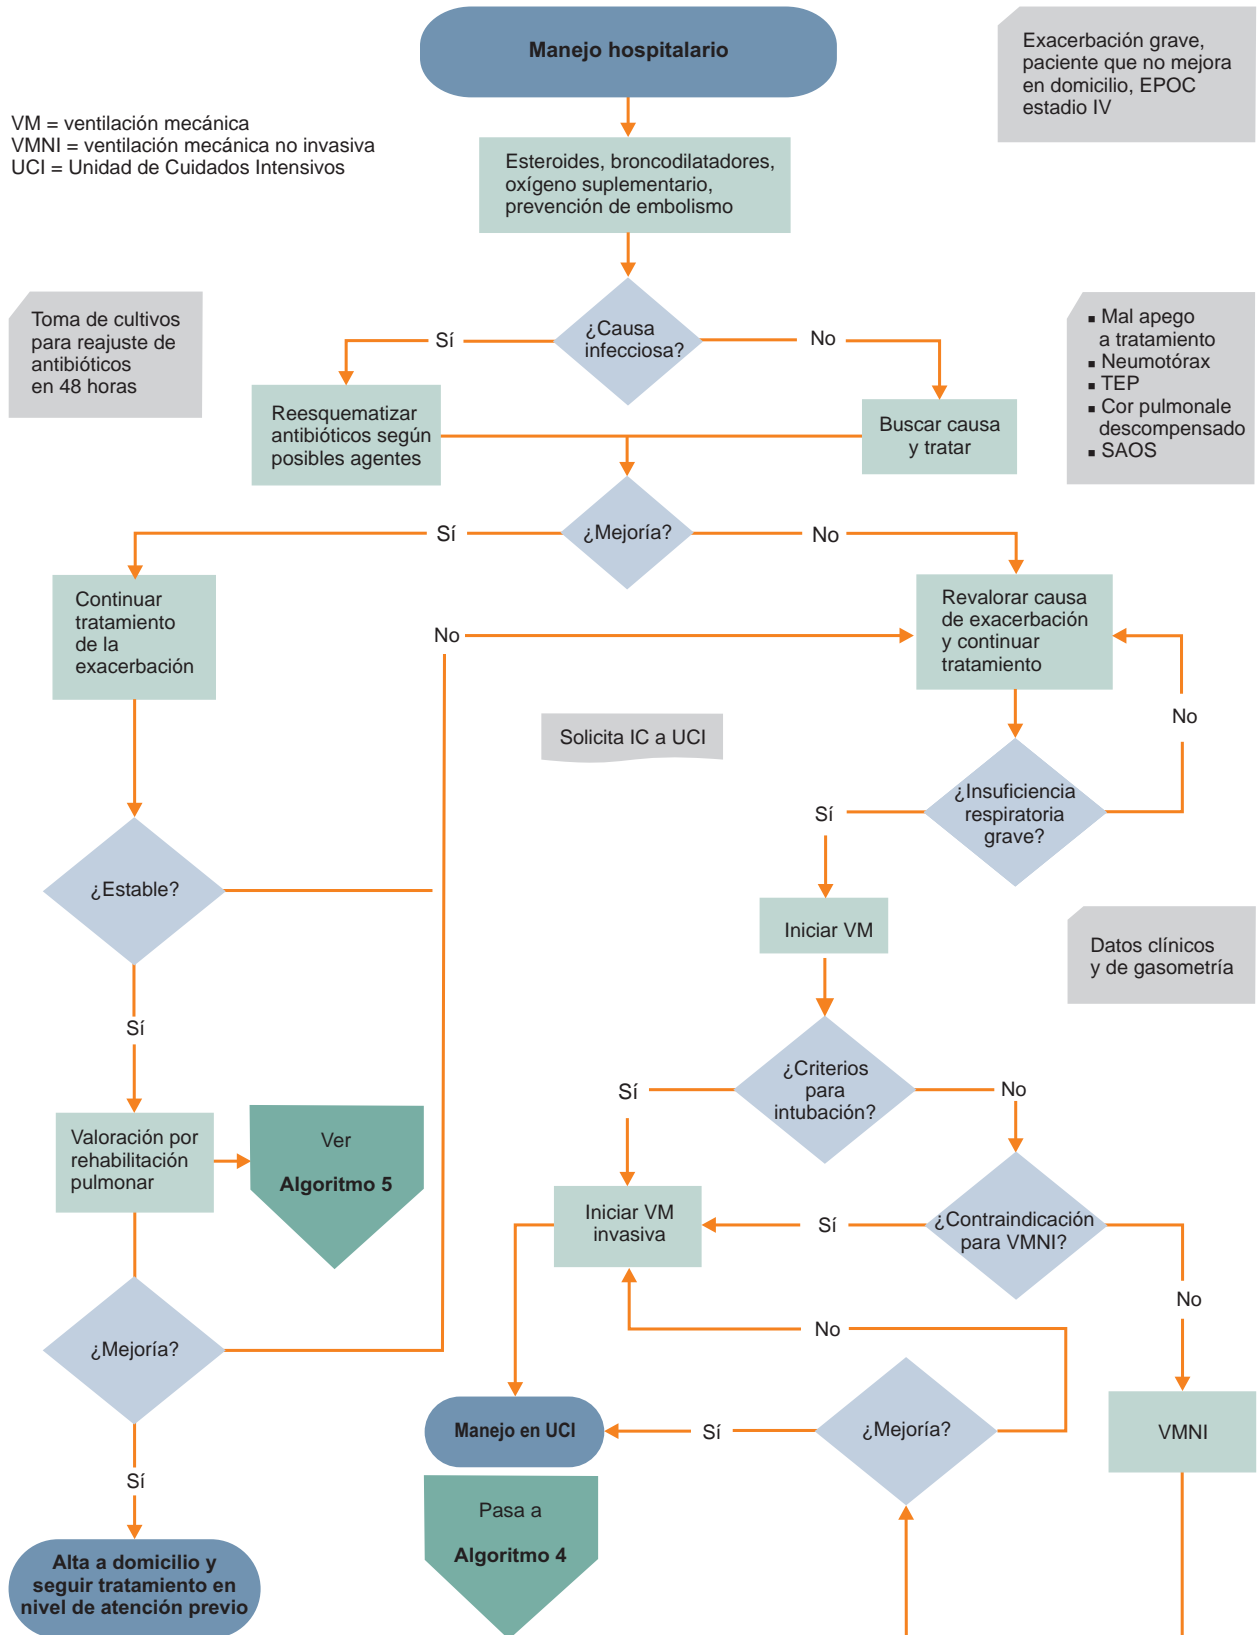 Manejo hospitalario
Exacerbación grave,
paciente que no mejora
en domicilio, EPOC
estadio IV
VM = ventilación mecánica
VMNI = ventilación mecánica no invasiva
UCI = Unidad de Cuidados Intensivos
Esteroides, broncodilatadores,
oxígeno suplementario,
prevención de embolismo
Toma de cultivos
para reajuste de
antibióticos
en 48 horas
¿Causa
infecciosa?
Sí
No
▪ Mal apego
a tratamiento
▪ Neumotórax
▪ TEP
▪ Cor pulmonale
descompensado
▪ SAOS
Reesquematizar
antibióticos según
posibles agentes
Buscar causa
y tratar
¿Mejoría?
Sí
No
Continuar
tratamiento
de la
exacerbación
No
Revalorar causa
de exacerbación
y continuar
tratamiento
No
Solicita IC a UCI
¿Insuficiencia
respiratoria
grave?
Sí
¿Estable?
Iniciar VM
Datos clínicos
y de gasometría
Sí
¿Criterios
para
intubación?
Sí
No
Valoración por
rehabilitación
pulmonar
Ver
Algoritmo 5
Iniciar VM
invasiva
Sí
¿Contraindicación
para VMNI?
No
No
¿Mejoría?
Manejo en UCI
Sí
¿Mejoría?
VMNI
Sí
Pasa a
Algoritmo 4
Alta a domicilio y
seguir tratamiento en
nivel de atención previo